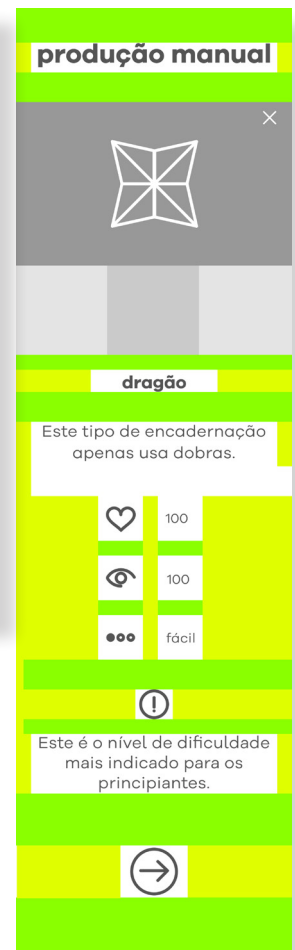 produção manual
dragão
Este tipo de encadernação
apenas usa dobras.
100
100
fácil
Este é o nível de dificuldade
mais indicado para os
principiantes.